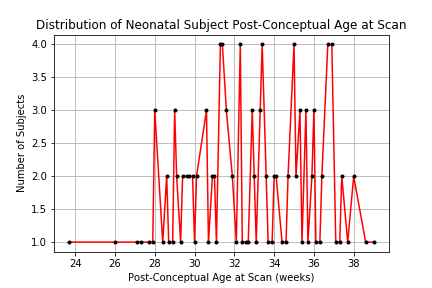 Distribution of Neonatal Subject Post-Conceptual Age at Scan
4.0
3.5
3.0
2.5
2.0
1.5
1.0
Number of Subjects
24 26 28 30 32 34 36 38
Post-Conceptual Age at Scan (weeks)